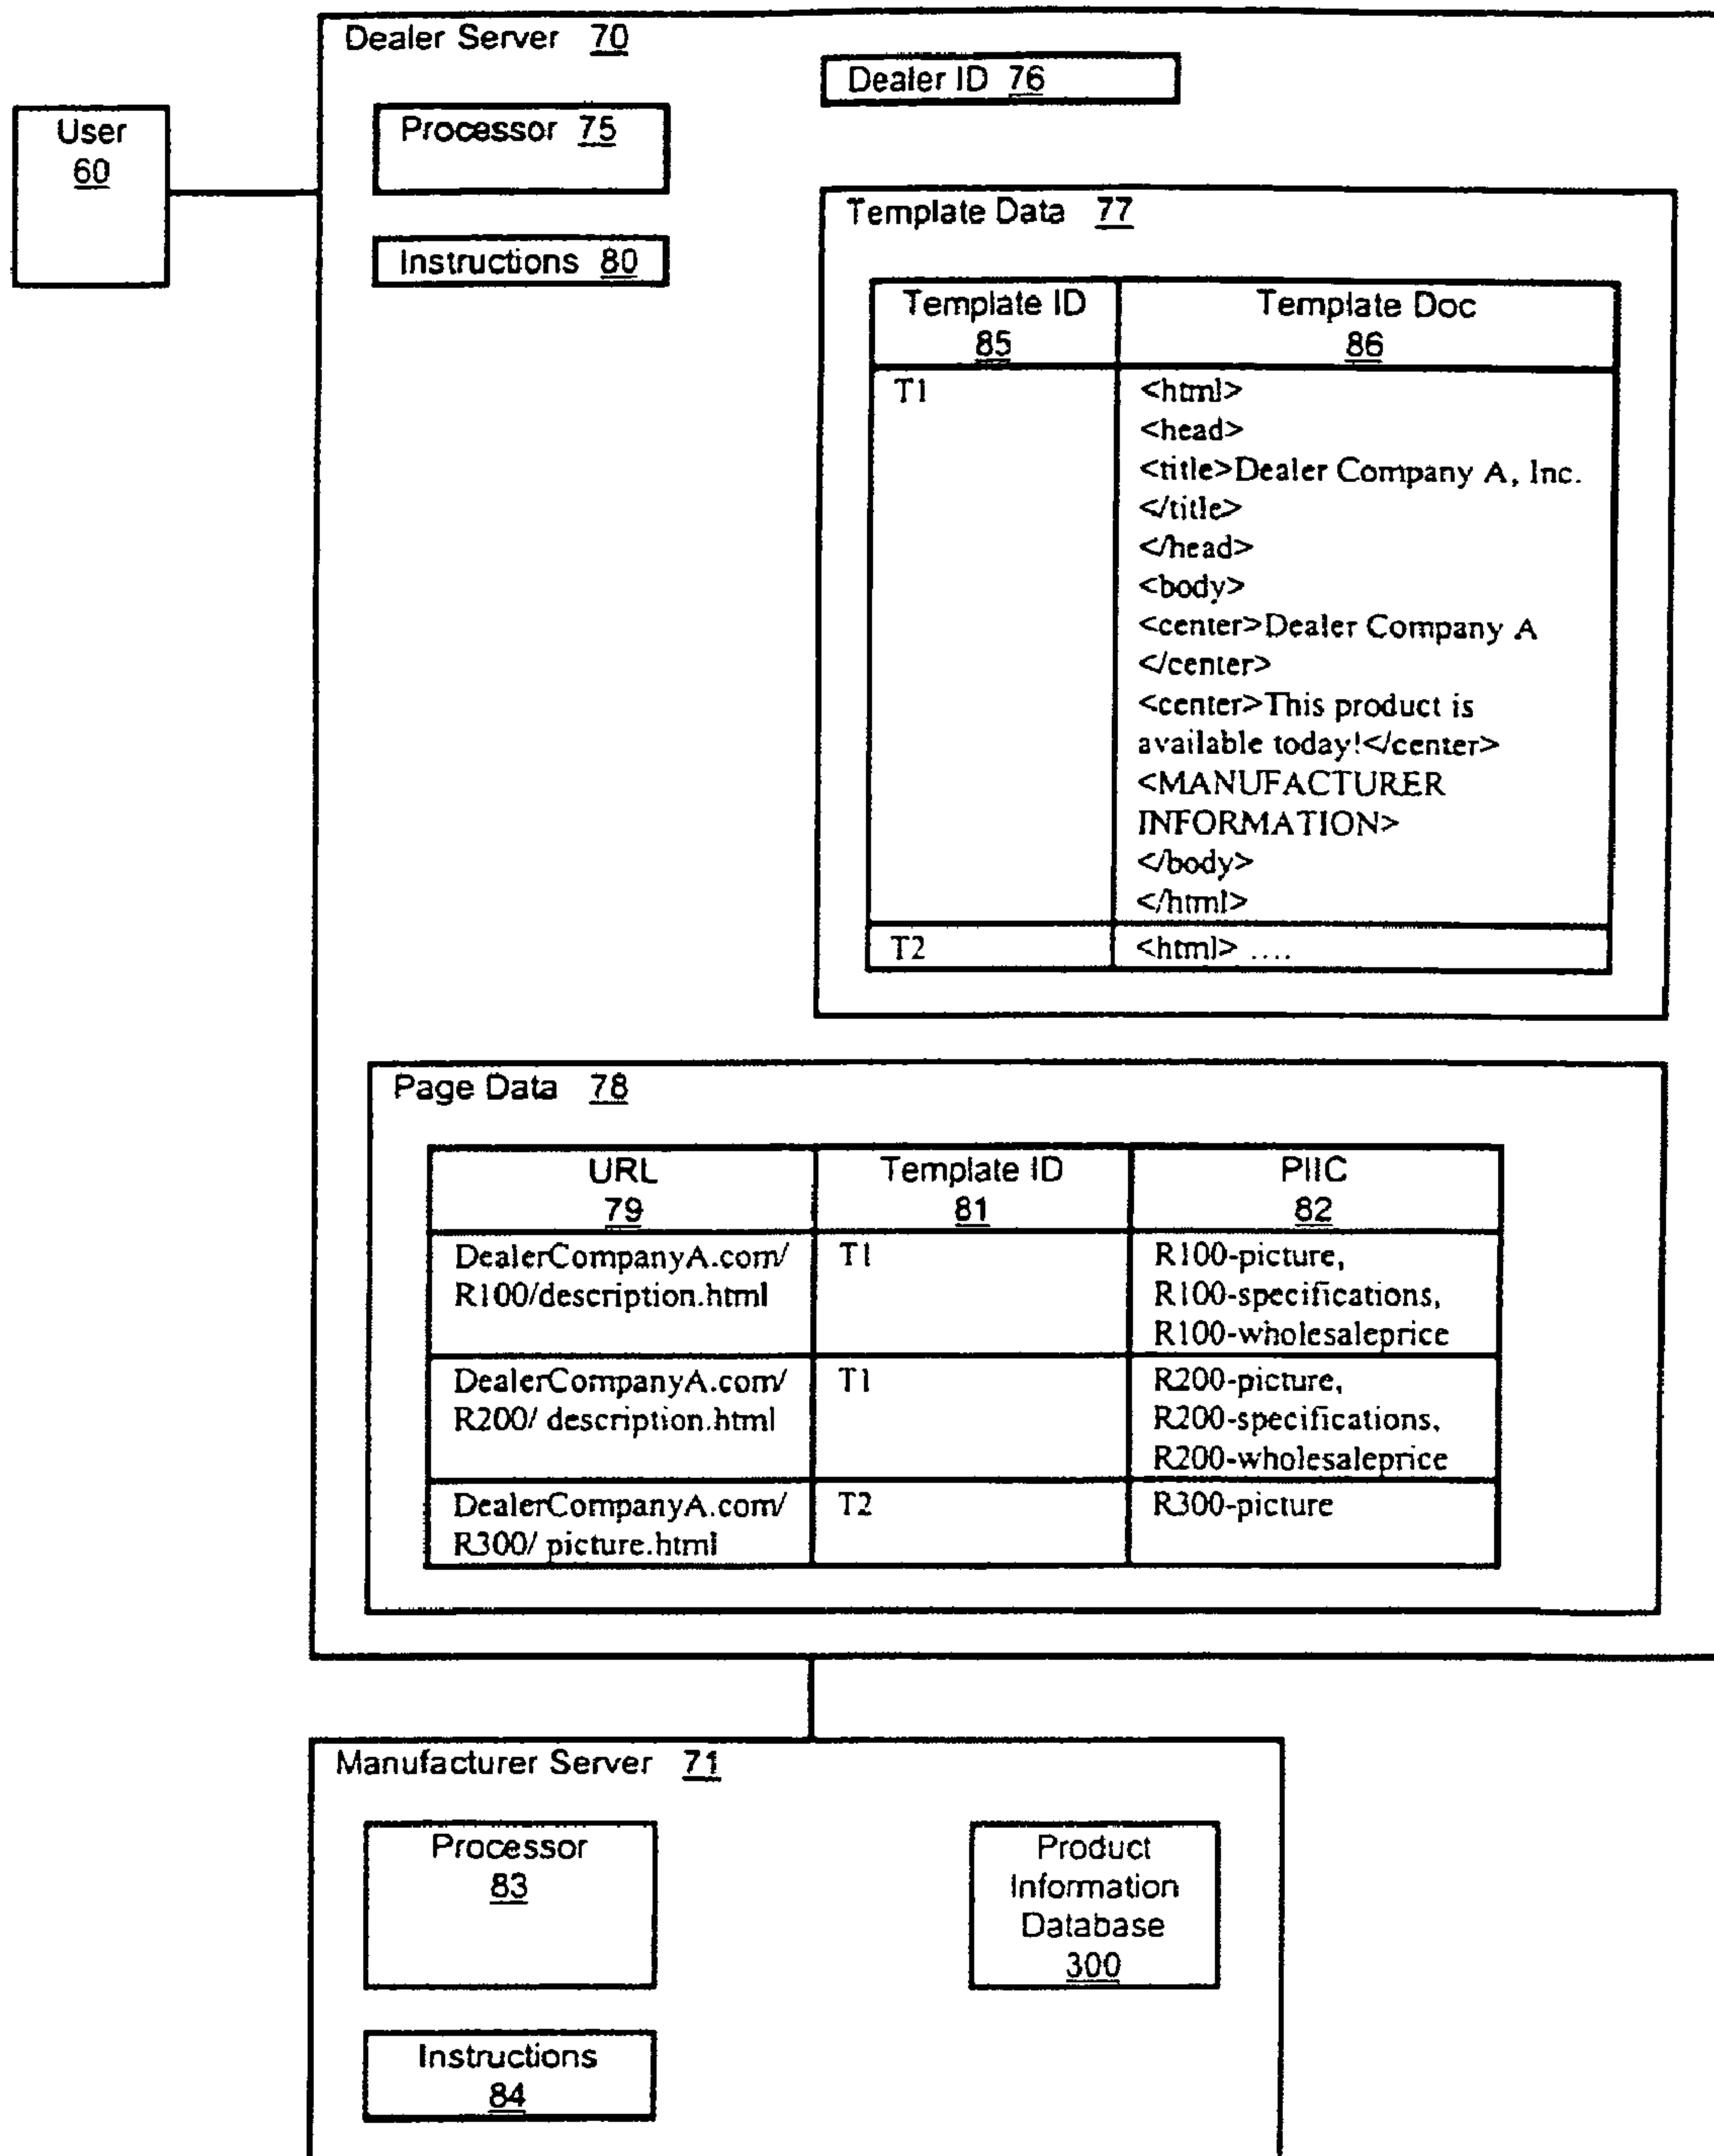 Dealer Server 70
Dealer ID 76
User
60
Processor 75
Instructions 80
Template Data 77
Template ID
85
Template Doc
86
T1
<html>
<head>
<title>Dealer Company A, Inc.
</title>
</head>
<body>
<center>Dealer Company A
</center>
<center>This product is
available today!</center>
<MANUFACTURER
INFORMATION>
</body>
</html>
T2
<html> ....
Page Data 78
URL
79
Template ID
81
PIIC
82
DealerCompanyA.com/
R100/description.html
T1
R100-picture,
R100-specifications,
R100-wholesaleprice
DealerCompanyA.com/
R200/ description.html
T1
R200-picture,
R200-specifications,
R200-wholesaleprice
DealerCompanyA.com/
R300/ picture.html
T2
R300-picture
Manufacturer Server 71
Processor
83
Product
Information
Database
300
Instructions
84